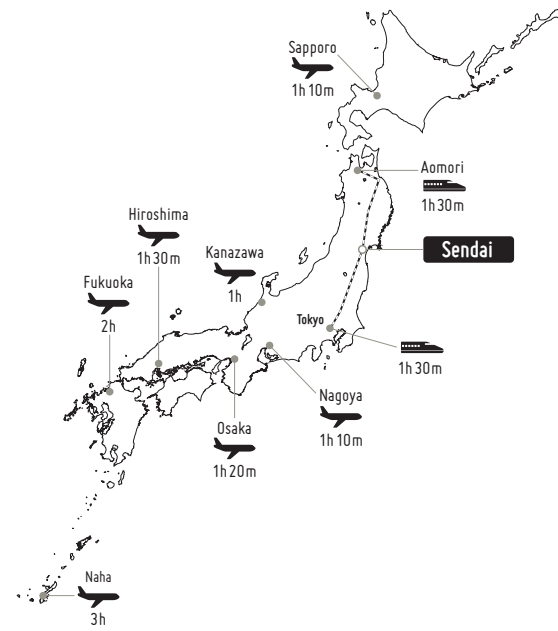 Sapporo
1h 10m
Aomori
1h 30m
Sendai
Hiroshima
1h 30m
Kanazawa
1h
Fukuoka
2h
Tokyo
1h 30m
Nagoya
1h 10m
Osaka
1h 20m
Naha
3h